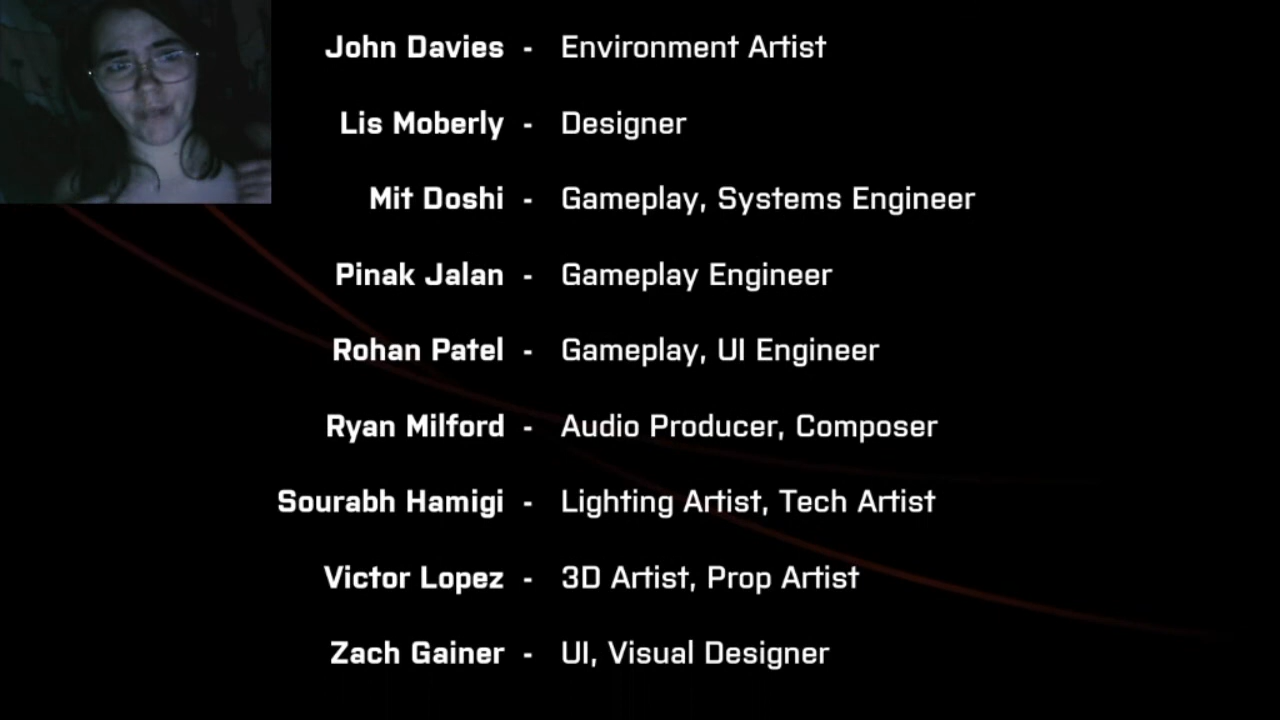 John Davies - Environment Artist
Lis Moberly - Designer
Mit Doshi - Gameplay, Systems Engineer
Pinak Jalan - Gameplay Engineer
Rohan Patel - Gameplay, UI Engineer
Ryan Milford - Audio Producer, Composer
Sourabh Hamigi - Lighting Artist, Tech Artist
Victor Lopez - 3D Artist, Prop Artist
Zach Gainer - UI, Visual Designer